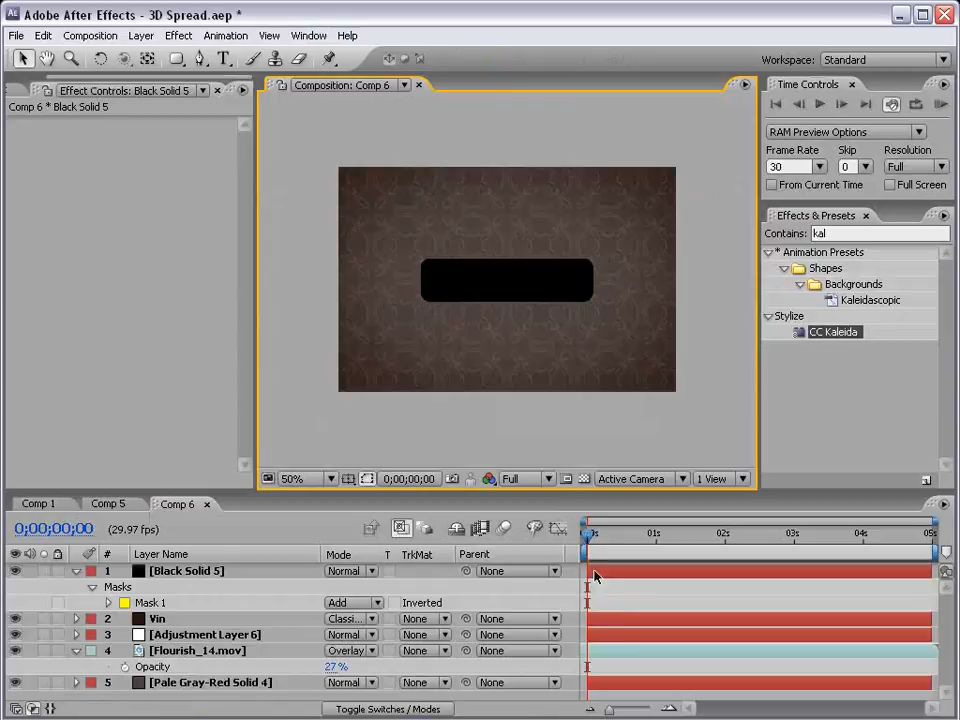 Adobe After Effects - 3D Spread.aep *
File Edit Composition Layer Effect Animation View Window Help
Workspace: Standard
Effect Controls: Black Solid 5
Composition: Comp 6
Time Controls
Comp 6 * Black Solid 5
RAM Preview Options
Frame Rate Skip Resolution
30 0 Full
From Current Time Full Screen
Effects & Presets
Contains: kal
* Animation Presets
Shapes
Backgrounds
Kaleidoscopic
Stylize
CC Kaleida
50% 0;00;00;00 Full Active Camera 1 View
Comp 1 Comp 5 Comp 6
0;00;00;00 (29.97 fps)
01s 02s 03s 04s 05s
# Layer Name Mode T TrkMat Parent
1 [Black Solid 5] Normal None
Masks
Mask 1 Add Inverted
2 Vin Classi... None None
3 [Adjustment Layer 6] Normal None None
4 [Flourish_14.mov] Overlay None None
Opacity 27 %
5 [Pale Gray-Red Solid 4] Normal None None
Toggle Switches / Modes